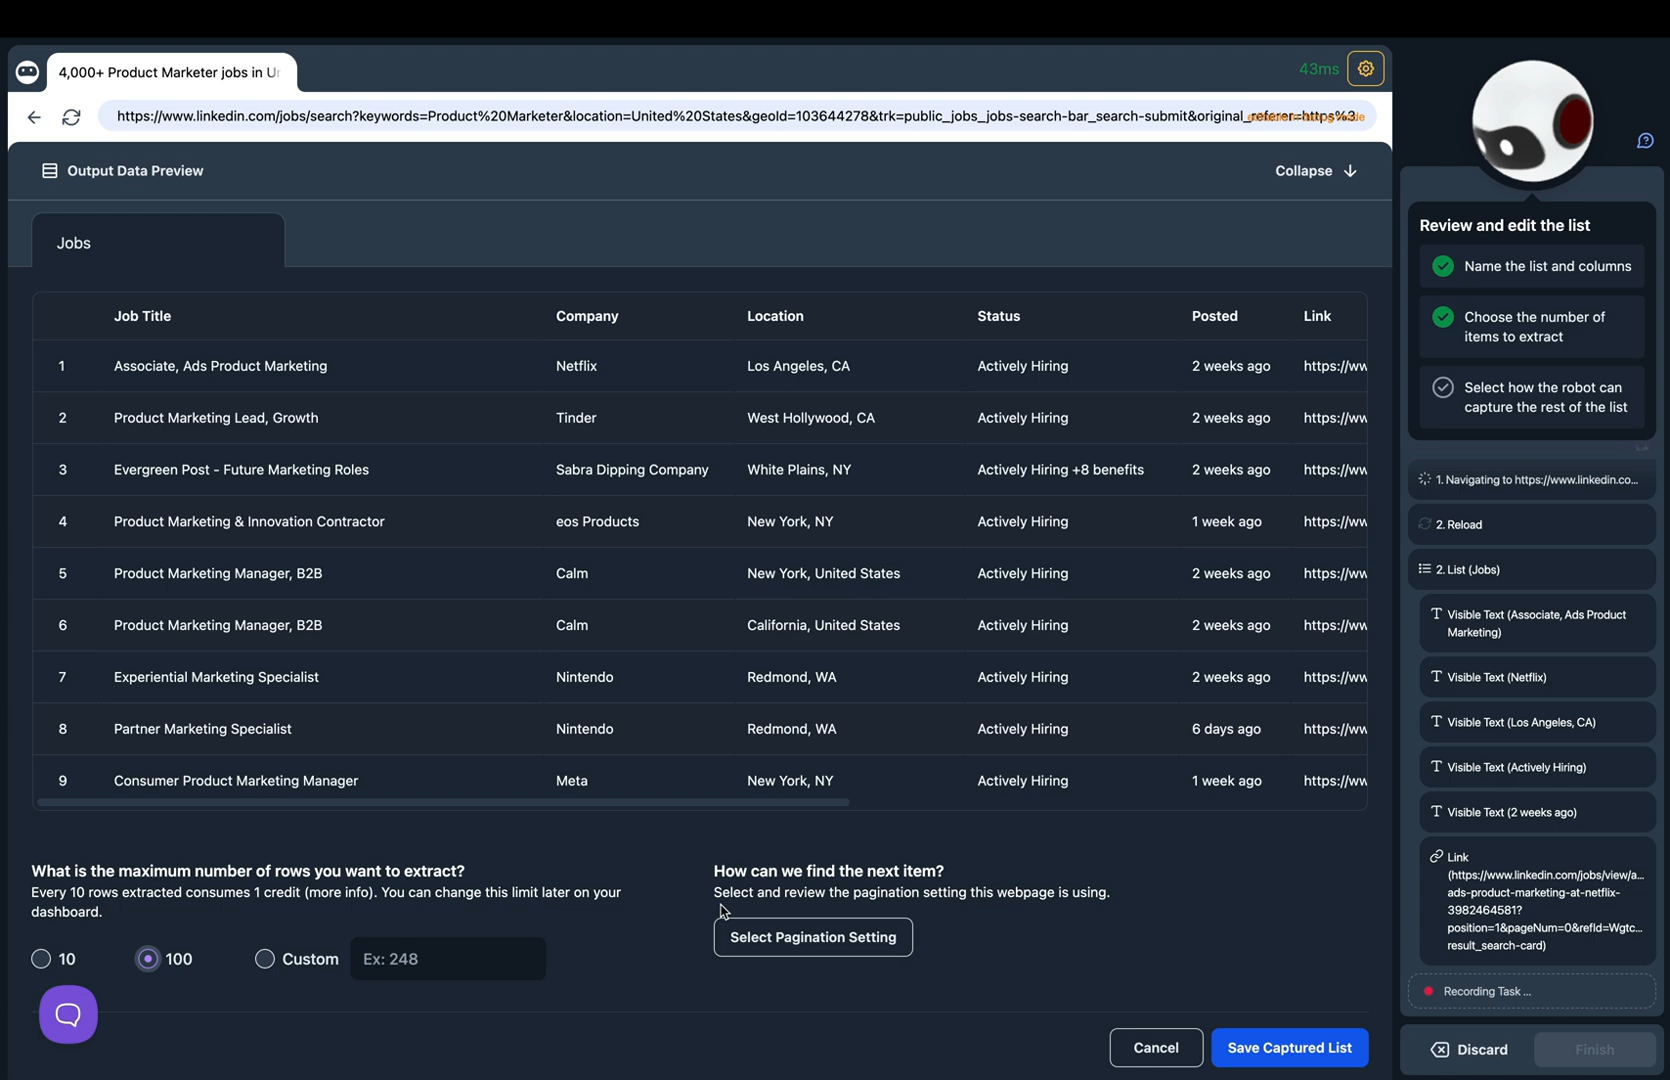 4,000+ Product Marketer jobs in Un
43ms
https://www.linkedin.com/jobs/search?keywords=Product%20Marketer&location=United%20States&geoId=103644278&trk=public_jobs_jobs-search-bar_search-submit&original_referer=https%3
Output Data Preview
Collapse
Jobs
Job Title Company Location Status Posted Link
1 Associate, Ads Product Marketing Netflix Los Angeles, CA Actively Hiring 2 weeks ago https://ww
2 Product Marketing Lead, Growth Tinder West Hollywood, CA Actively Hiring 2 weeks ago https://ww
3 Evergreen Post - Future Marketing Roles Sabra Dipping Company White Plains, NY Actively Hiring +8 benefits 2 weeks ago https://ww
4 Product Marketing & Innovation Contractor eos Products New York, NY Actively Hiring 1 week ago https://ww
5 Product Marketing Manager, B2B Calm New York, United States Actively Hiring 2 weeks ago https://ww
6 Product Marketing Manager, B2B Calm California, United States Actively Hiring 2 weeks ago https://ww
7 Experiential Marketing Specialist Nintendo Redmond, WA Actively Hiring 2 weeks ago https://ww
8 Partner Marketing Specialist Nintendo Redmond, WA Actively Hiring 6 days ago https://ww
9 Consumer Product Marketing Manager Meta New York, NY Actively Hiring 1 week ago https://ww
What is the maximum number of rows you want to extract?
Every 10 rows extracted consumes 1 credit (more info). You can change this limit later on your
dashboard.
10 100 Custom Ex: 248
How can we find the next item?
Select and review the pagination setting this webpage is using.
Select Pagination Setting
Cancel
Save Captured List
Review and edit the list
Name the list and columns
Choose the number of
items to extract
Select how the robot can
capture the rest of the list
1. Navigating to https://www.linkedin.co...
2. Reload
2. List (Jobs)
Visible Text (Associate, Ads Product
Marketing)
Visible Text (Netflix)
Visible Text (Los Angeles, CA)
Visible Text (Actively Hiring)
Visible Text (2 weeks ago)
Link
(https://www.linkedin.com/jobs/view/a...
ads-product-marketing-at-netflix-
3982464581?
position=1&pageNum=0&refId=Wgtc...
result_search-card)
Recording Task ...
Discard
Finish